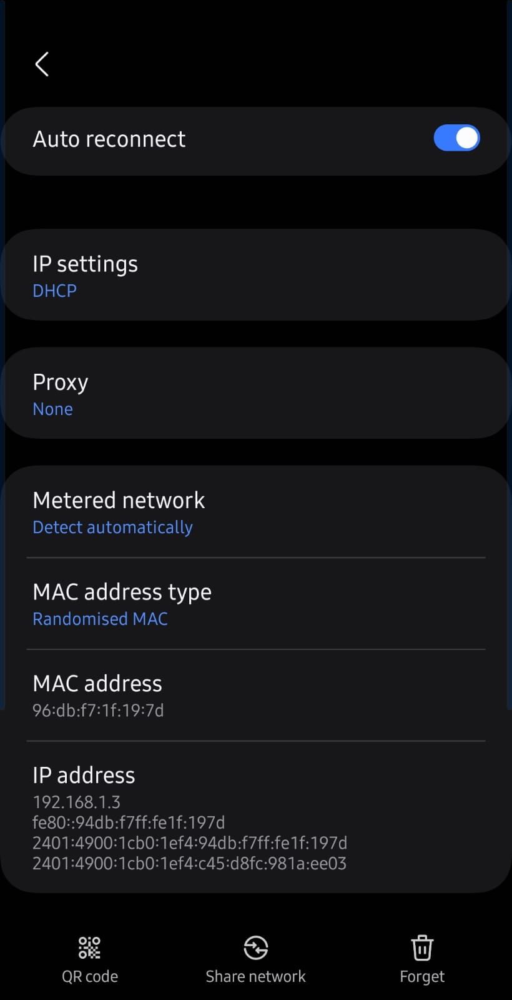 Auto reconnect
IP settings
DHCP
Proxy
None
Metered network
Detect automatically
MAC address type
Randomised MAC
MAC address
96:db:f7:1f:19:7d
IP address
192.168.1.3
fe80::94db:f7ff:fe1f:197d
2401:4900:1cb0:1ef4:94db:f7ff:fe1f:197d
2401:4900:1cb0:1ef4:c45:d8fc:981a:ee03
QR code
Share network
Forget